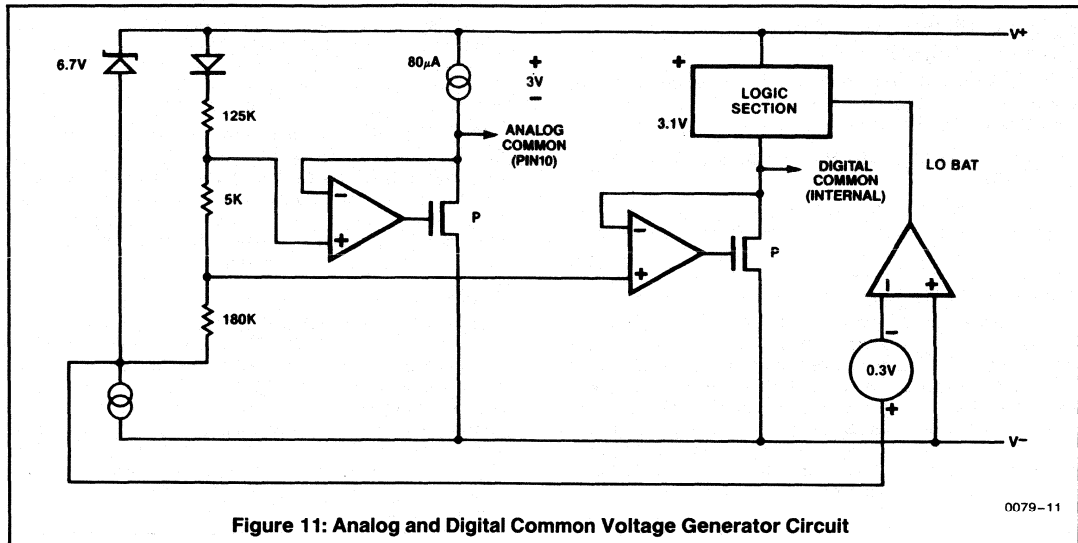 V+
6.7V
80μA
+
3V
−
+
LOGIC
SECTION
3.1V
125K
ANALOG
COMMON
(PIN10)
DIGITAL
COMMON
(INTERNAL)
LO BAT
5K
−
+
P
−
+
P
180K
−
+
−
0.3V
+
V−
0079-11
Figure 11: Analog and Digital Common Voltage Generator Circuit